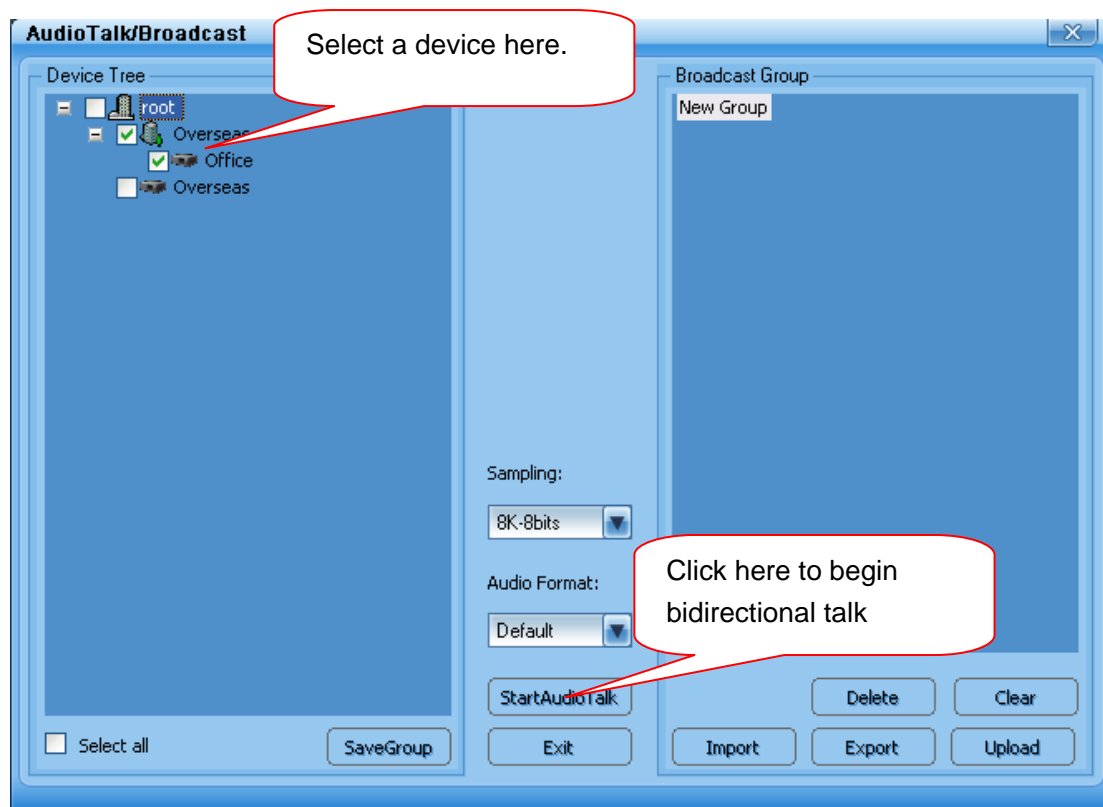 AudioTalk/Broadcast
Select a device here.
Device Tree
root
Overseas
Office
Overseas
Select all
SaveGroup
Sampling:
8K-8bits
Audio Format:
Default
StartAudioTalk
Exit
Broadcast Group
New Group
Click here to begin
bidirectional talk
Delete
Clear
Import
Export
Upload